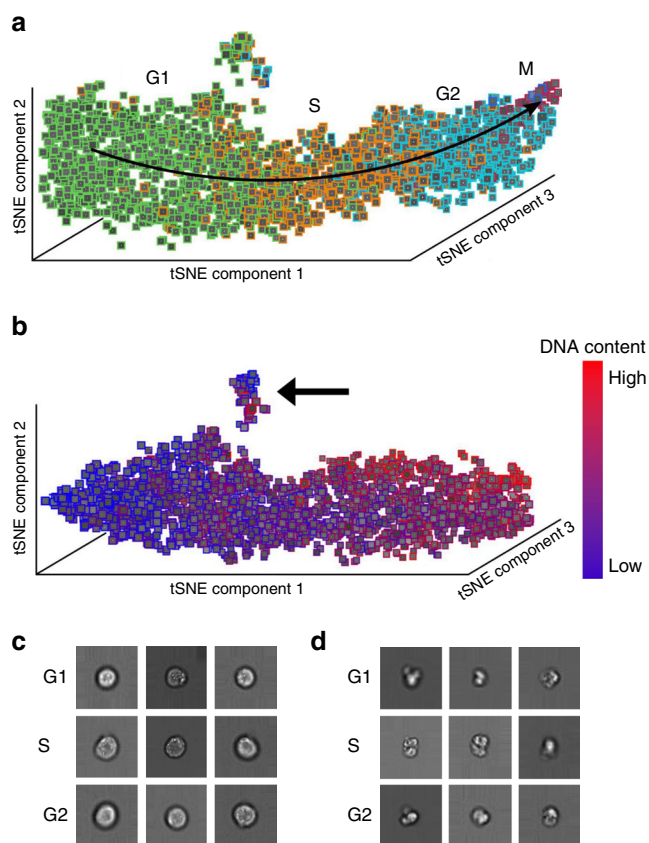 a
G1
S
G2
M
tSNE component 2
tSNE component 1
tSNE component 3
b
DNA content
High
Low
tSNE component 2
tSNE component 1
tSNE component 3
c
G1
S
G2
d
G1
S
G2